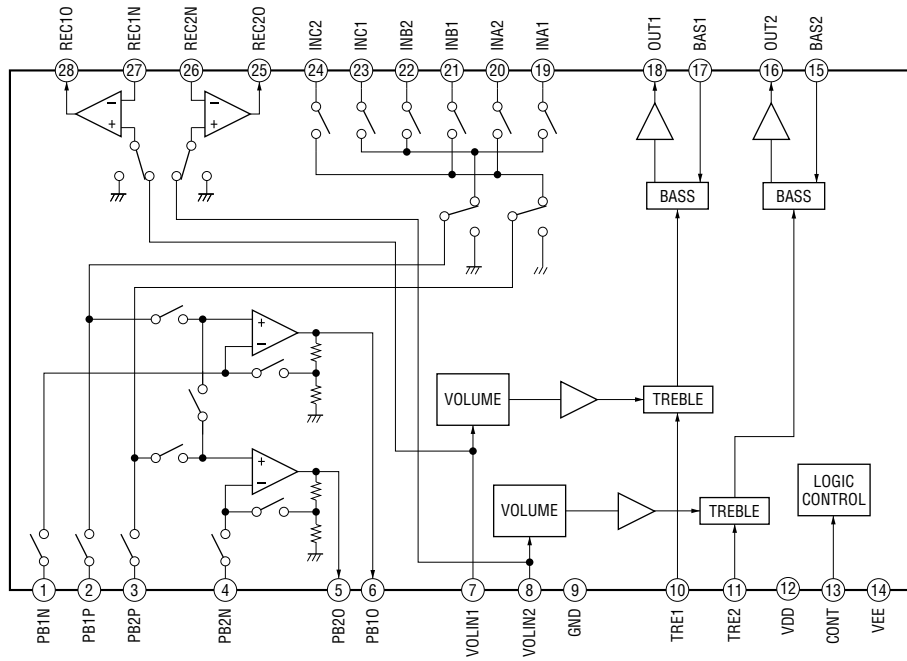 REC1O
REC1N
REC2N
REC2O
INC2
INC1
INB2
INB1
INA2
INA1
OUT1
BAS1
OUT2
BAS2
28
27
26
25
24
23
22
21
20
19
18
17
16
15
−
+
−
+
BASS
BASS
+
−
VOLUME
TREBLE
+
−
VOLUME
TREBLE
LOGIC
CONTROL
1
2
3
4
5
6
7
8
9
10
11
12
13
14
PB1N
PB1P
PB2P
PB2N
PB2O
PB1O
VOLIN1
VOLIN2
GND
TRE1
TRE2
VDD
CONT
VEE